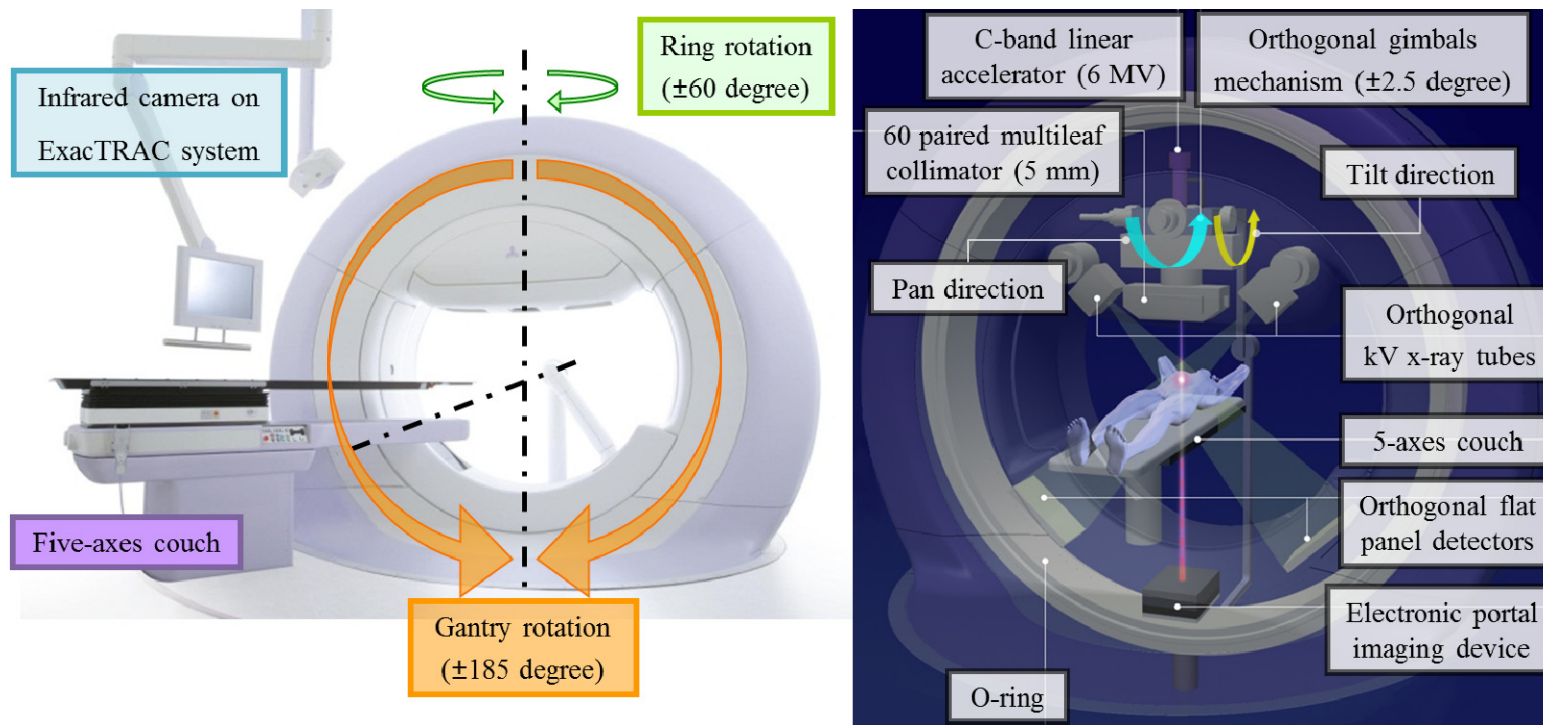 Infrared camera on
ExacTRAC system
Ring rotation
(±60 degree)
Five-axes couch
Gantry rotation
(±185 degree)
C-band linear
accelerator (6 MV)
Orthogonal gimbals
mechanism (±2.5 degree)
60 paired multileaf
collimator (5 mm)
Tilt direction
Pan direction
Orthogonal
kV x-ray tubes
5-axes couch
Orthogonal flat
panel detectors
Electronic portal
imaging device
O-ring